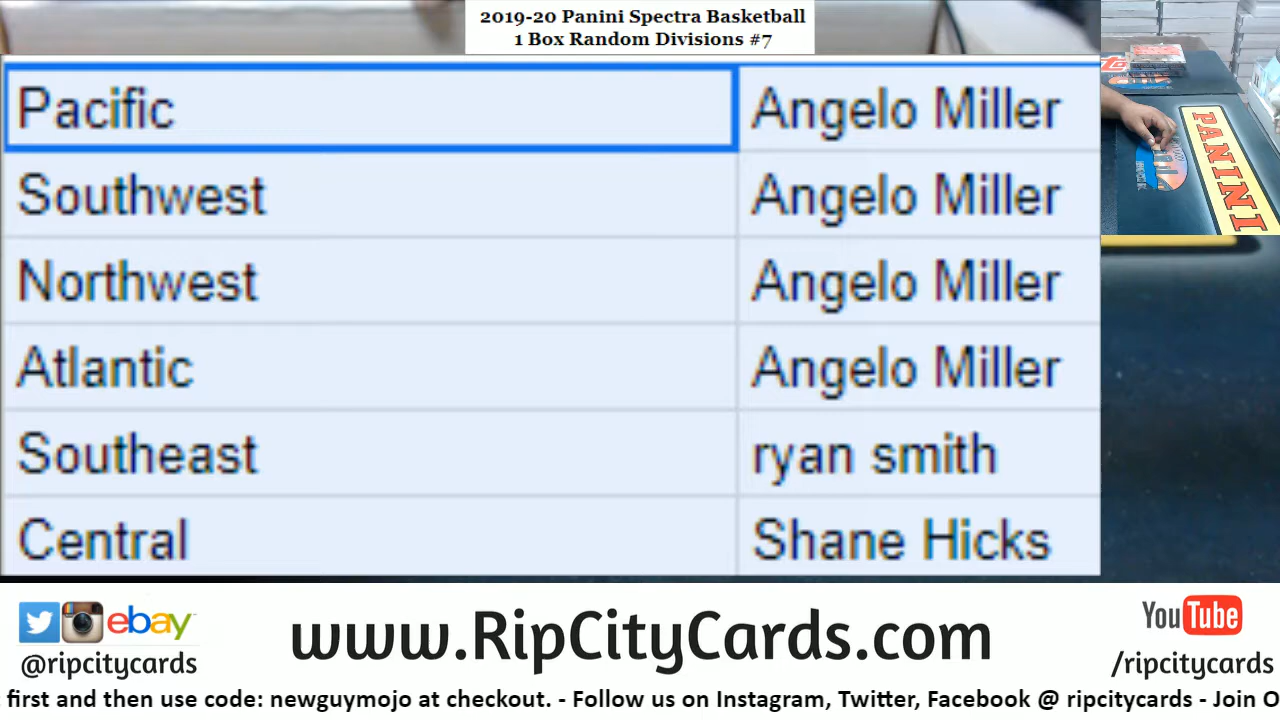 2019-20 Panini Spectra Basketball
1 Box Random Divisions #7
Pacific Angelo Miller
Southwest Angelo Miller
Northwest Angelo Miller
Atlantic Angelo Miller
Southeast ryan smith
Central Shane Hicks
PANINI
ebay
@ripcitycards
www.RipCityCards.com
YouTube
/ripcitycards
first and then use code: newguymojo at checkout. - Follow us on Instagram, Twitter, Facebook @ ripcitycards - Join O